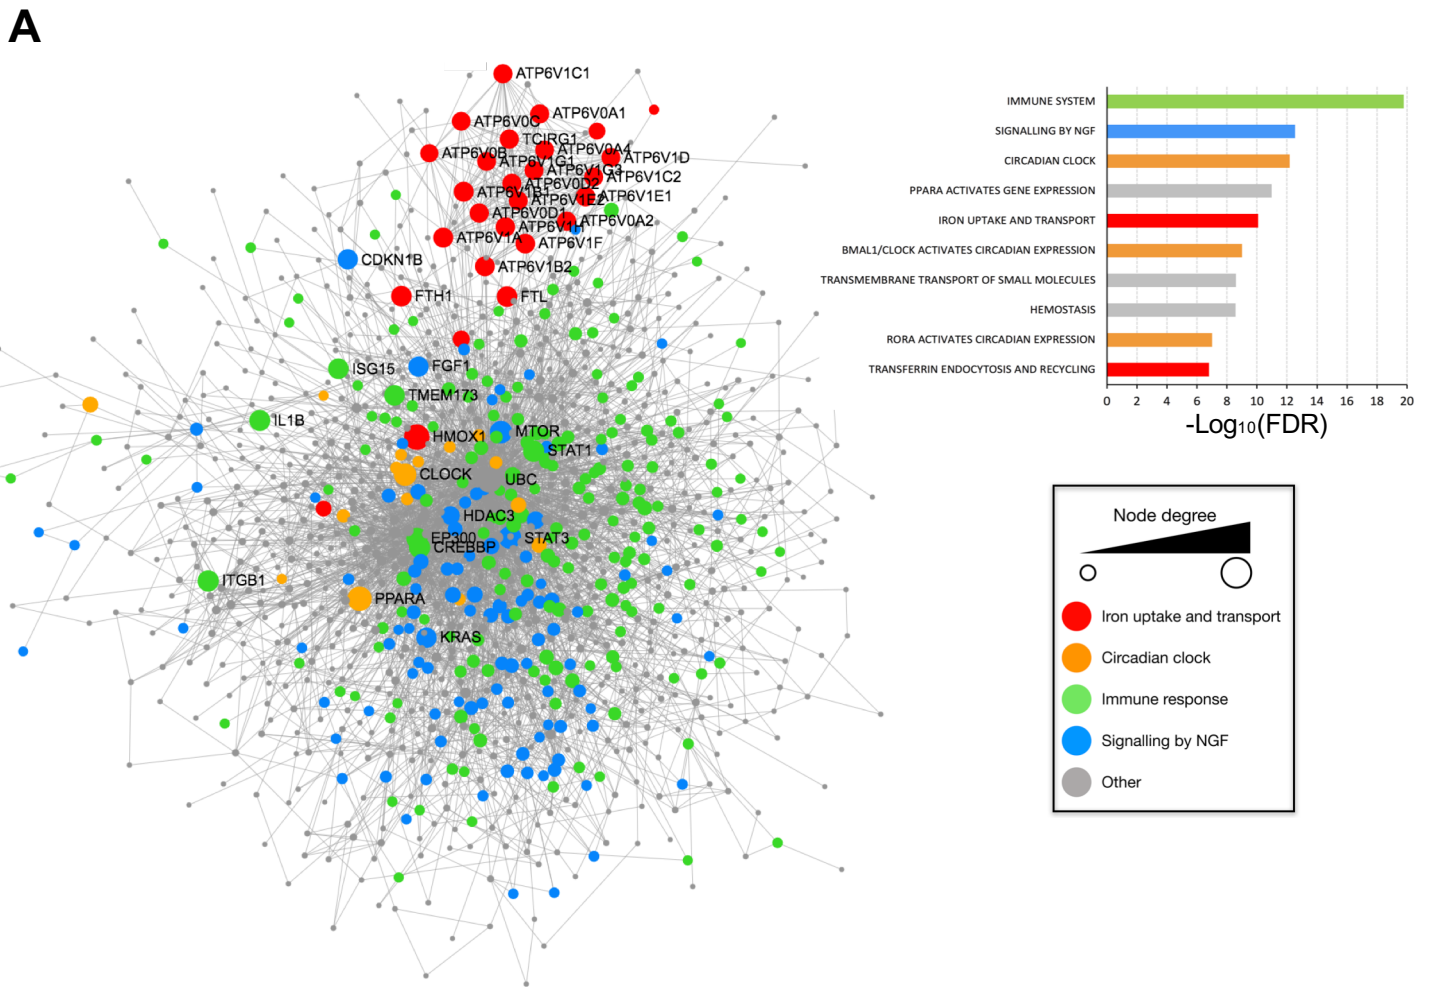 A
ATP6V1C1
ATP6V0A1
ATP6V0C
TCIRG1
ATP6V0B
ATP6V0A4
ATP6V1G1
ATP6V1D
ATP6V1G3
ATP6V1C2
ATP6V0D2
ATP6V1B1
ATP6V1E1
ATP6V1E2
ATP6V0D1
ATP6V0A2
ATP6V1H
ATP6V1A
ATP6V1F
CDKN1B
ATP6V1B2
FTH1
FTL
ISG15
FGF1
TMEM173
IL1B
HMOX1
MTOR
STAT1
CLOCK
UBC
HDAC3
EP300
STAT3
CREBBP
ITGB1
PPARA
KRAS
IMMUNE SYSTEM
SIGNALLING BY NGF
CIRCADIAN CLOCK
PPARA ACTIVATES GENE EXPRESSION
IRON UPTAKE AND TRANSPORT
BMAL1/CLOCK ACTIVATES CIRCADIAN EXPRESSION
TRANSMEMBRANE TRANSPORT OF SMALL MOLECULES
HEMOSTASIS
RORA ACTIVATES CIRCADIAN EXPRESSION
TRANSFERRIN ENDOCYTOSIS AND RECYCLING
0 2 4 6 8 10 12 14 16 18 20
-Log₁₀(FDR)
Node degree
Iron uptake and transport
Circadian clock
Immune response
Signalling by NGF
Other